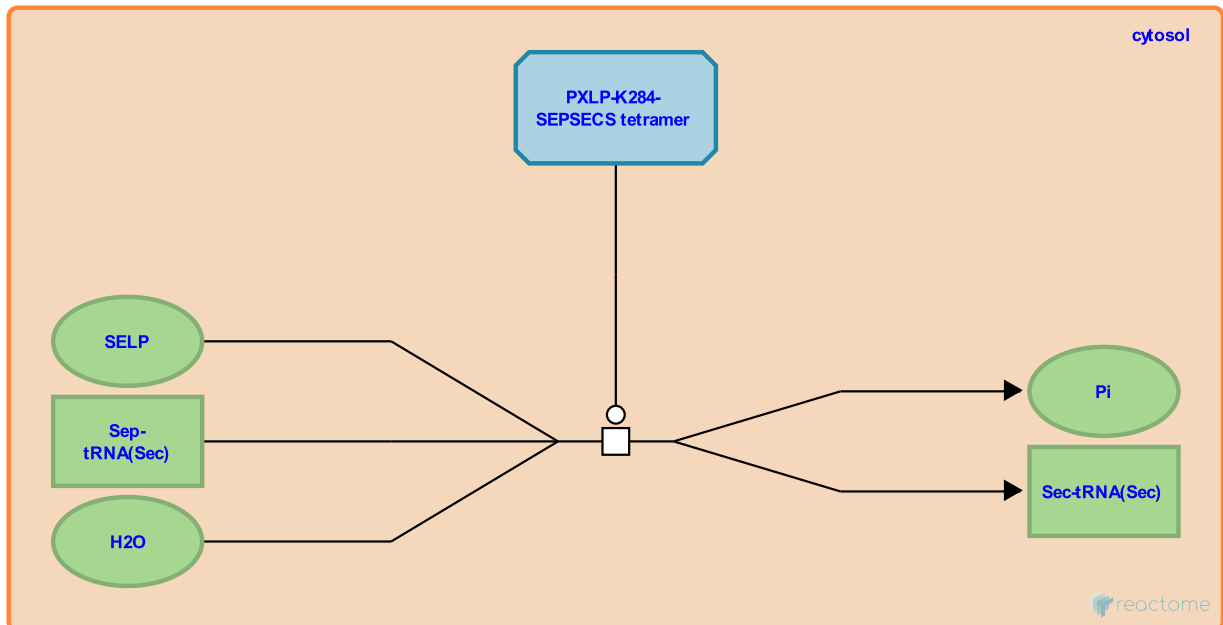 cytosol
PXLP-K284-
SEPSECS tetramer
SELP
Sep-
tRNA(Sec)
H2O
Pi
Sec-tRNA(Sec)
reactome